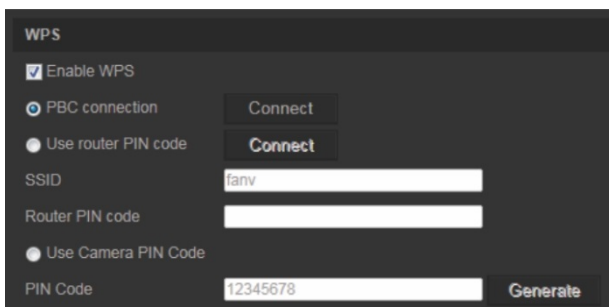 WPS
Enable WPS
PBC connection Connect
Use router PIN code Connect
SSID fanv
Router PIN code
Use Camera PIN Code
PIN Code 12345678 Generate